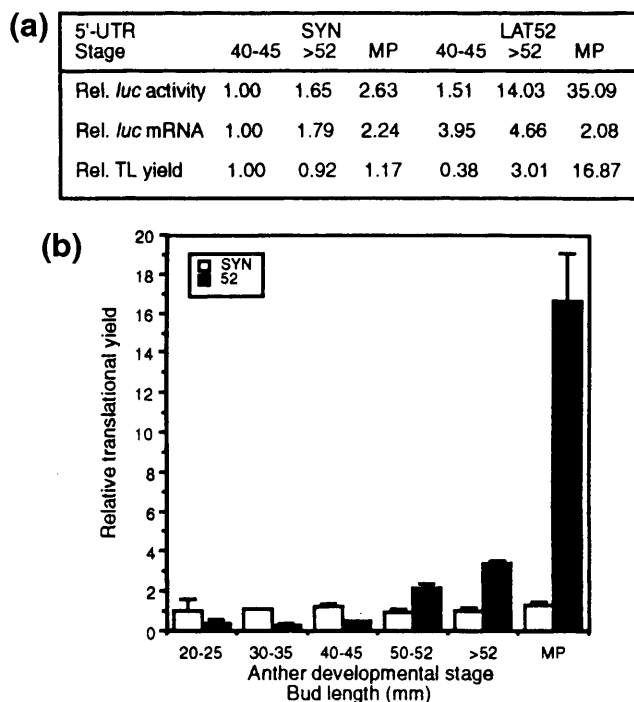 (a)
5'-UTR SYN LAT52
Stage 40-45 >52 MP 40-45 >52 MP
Rel. luc activity 1.00 1.65 2.63 1.51 14.03 35.09
Rel. luc mRNA 1.00 1.79 2.24 3.95 4.66 2.08
Rel. TL yield 1.00 0.92 1.17 0.38 3.01 16.87
(b)
Relative translational yield
20
18
16
14
12
10
8
6
4
2
0
SYN
52
20-25 30-35 40-45 50-52 >52 MP
Anther developmental stage
Bud length (mm)